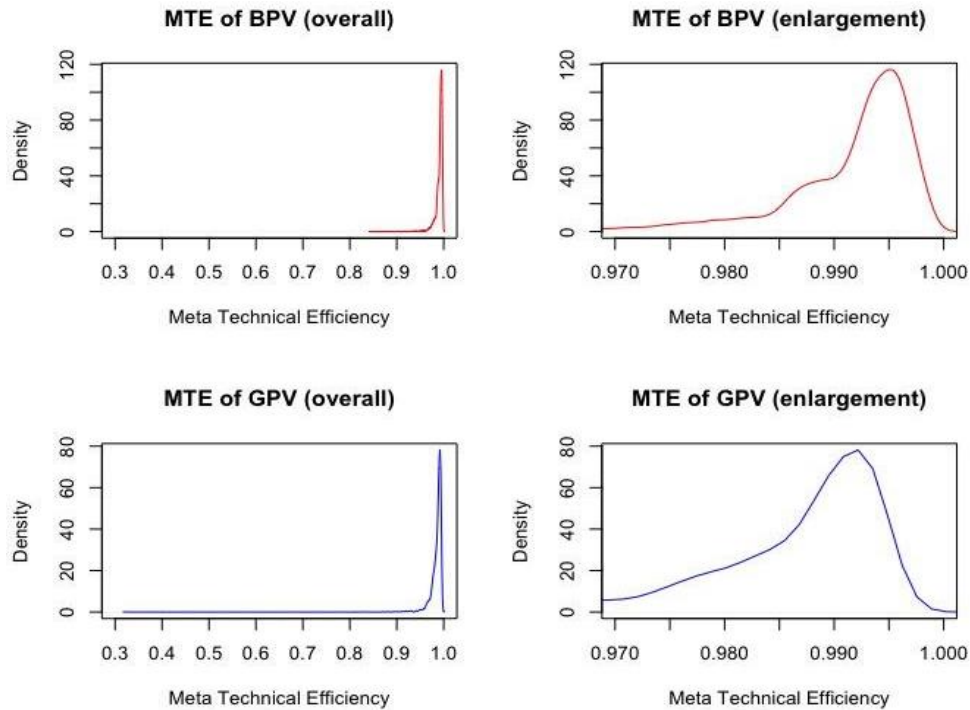 MTE of BPV (overall)
Density
0 40 80 120
0.3 0.4 0.5 0.6 0.7 0.8 0.9 1.0
Meta Technical Efficiency
MTE of BPV (enlargement)
Density
0 40 80 120
0.970 0.980 0.990 1.000
Meta Technical Efficiency
MTE of GPV (overall)
Density
0 20 40 60 80
0.3 0.4 0.5 0.6 0.7 0.8 0.9 1.0
Meta Technical Efficiency
MTE of GPV (enlargement)
Density
0 20 40 60 80
0.970 0.980 0.990 1.000
Meta Technical Efficiency